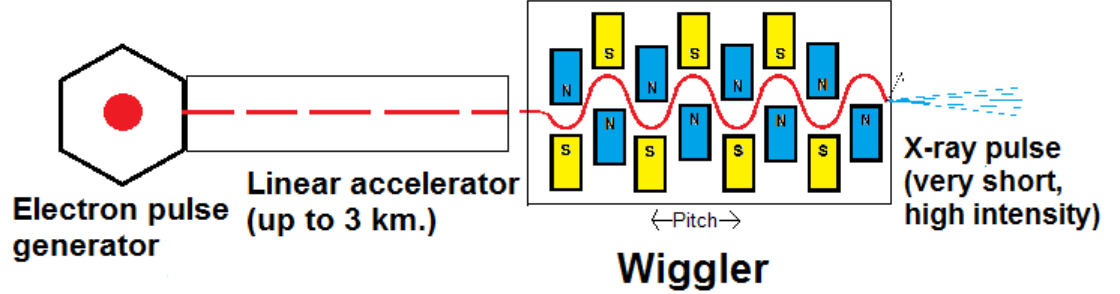 S S S
N N N N
N N N N
S S S S
Electron pulse
generator
Linear accelerator
(up to 3 km.)
Pitch
Wiggler
X-ray pulse
(very short,
high intensity)